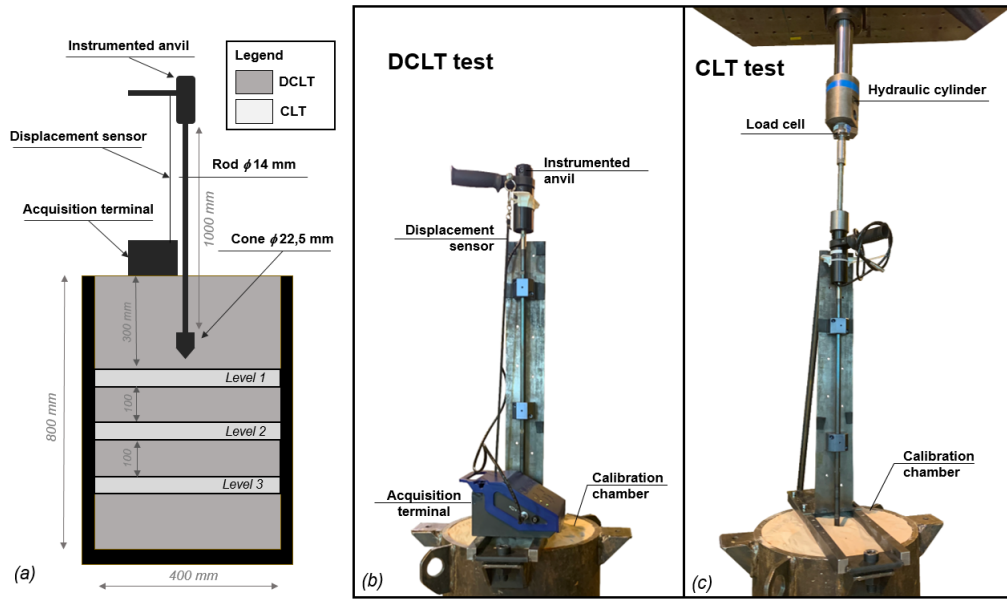 Instrumented anvil
Legend
DCLT
CLT
Displacement sensor
Rod ϕ 14 mm
Acquisition terminal
1000 mm
Cone ϕ 22,5 mm
300 mm
Level 1
100
Level 2
100
Level 3
800 mm
400 mm
(a)
DCLT test
Instrumented
anvil
Displacement
sensor
Calibration
chamber
Acquisition
terminal
(b)
CLT test
Hydraulic cylinder
Load cell
Calibration
chamber
(c)